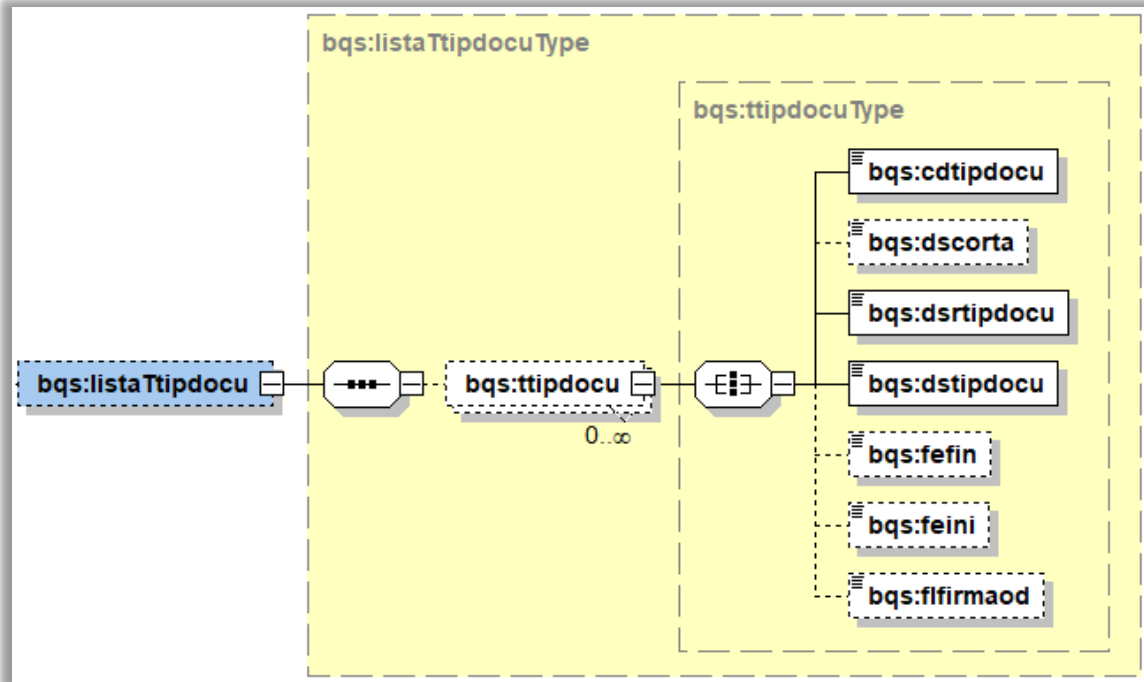 bqs:listaTtipdocuType
bqs:ttipdocuType
bqs:cdtipdocu
bqs:dscorta
bqs:dsrtipdocu
bqs:listaTtipdocu
bqs:ttipdocu
bqs:dstipdocu
0..∞
bqs:fefin
bqs:feini
bqs:flfirmaod